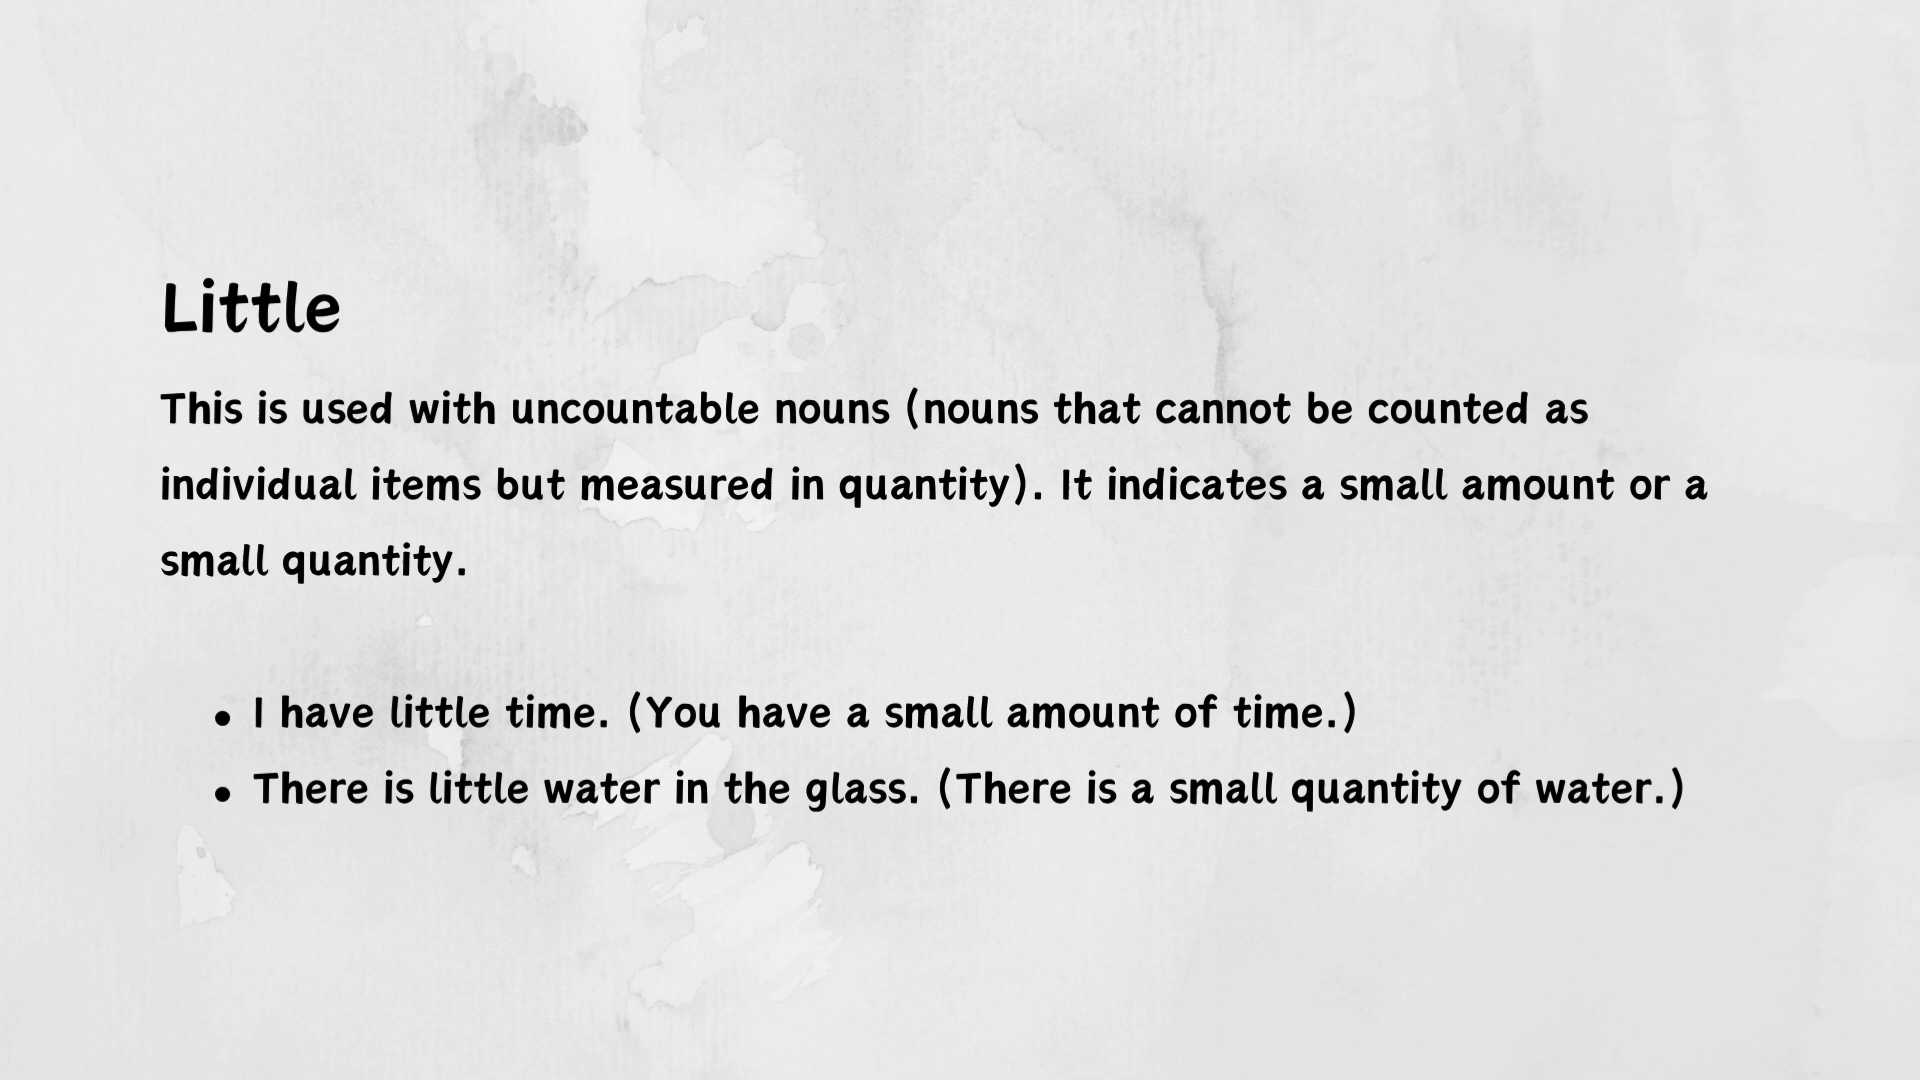 Little
This is used with uncountable nouns (nouns that cannot be counted as
individual items but measured in quantity). It indicates a small amount or a
small quantity.
• I have little time. (You have a small amount of time.)
• There is little water in the glass. (There is a small quantity of water.)